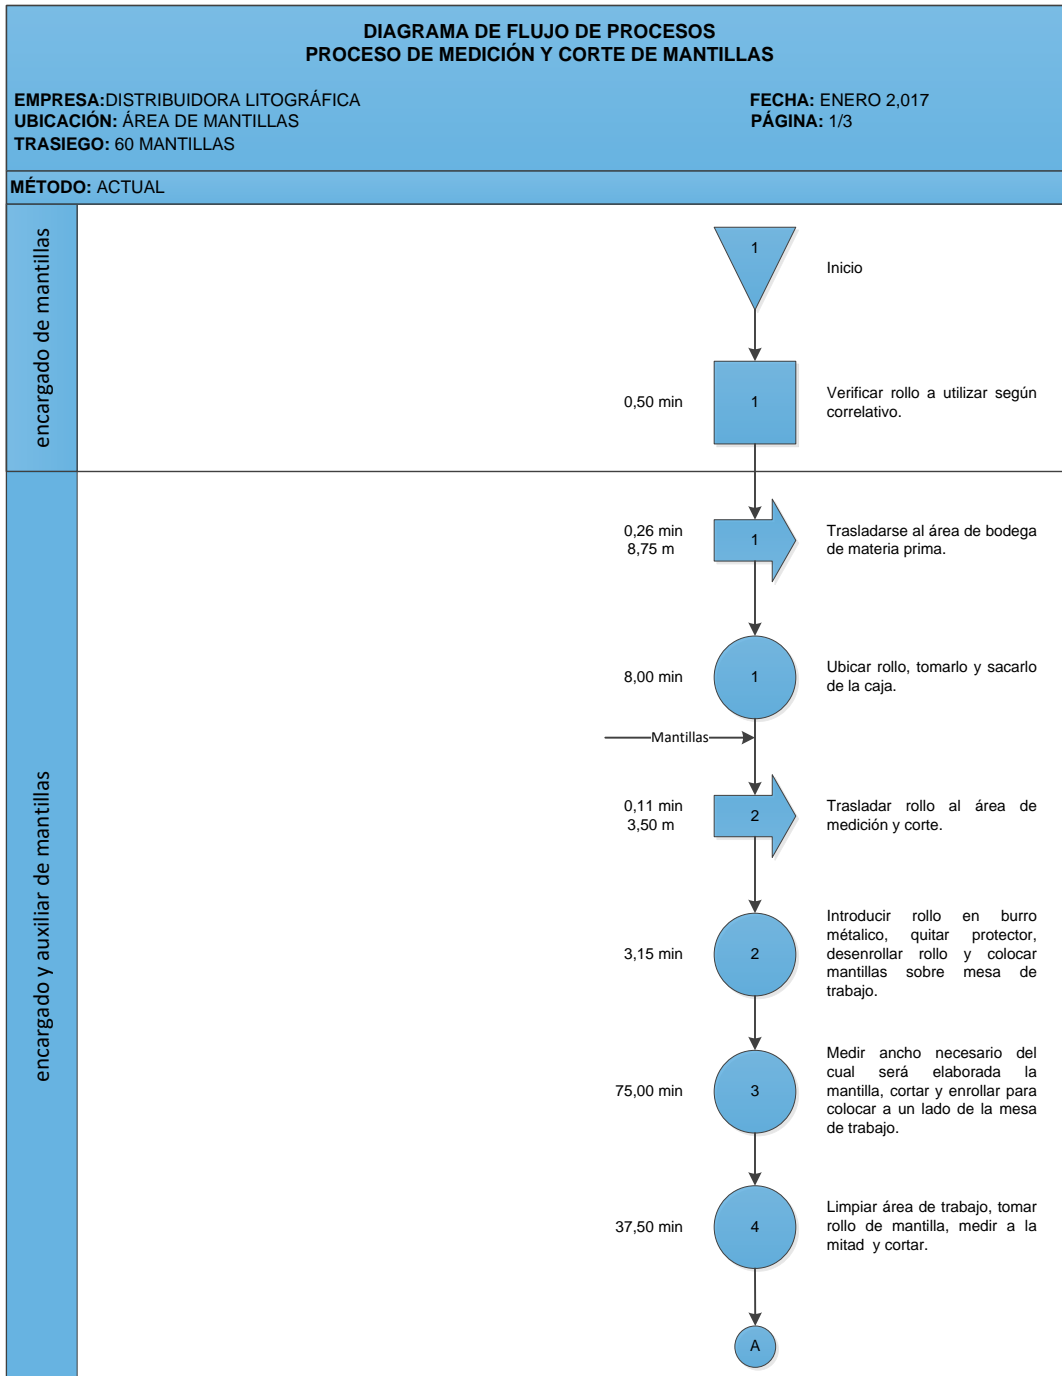 DIAGRAMA DE FLUJO DE PROCESOS
PROCESO DE MEDICIÓN Y CORTE DE MANTILLAS
EMPRESA:DISTRIBUIDORA LITOGRÁFICA
FECHA: ENERO 2,017
UBICACIÓN: ÁREA DE MANTILLAS
PÁGINA: 1/3
TRASIEGO: 60 MANTILLAS
MÉTODO: ACTUAL
encargado de mantillas
1
Inicio
0,50 min
1
Verificar rollo a utilizar según
correlativo.
encargado y auxiliar de mantillas
0,26 min
8,75 m
1
Trasladarse al área de bodega
de materia prima.
8,00 min
1
Ubicar rollo, tomarlo y sacarlo
de la caja.
Mantillas
0,11 min
3,50 m
2
Trasladar rollo al área de
medición y corte.
3,15 min
2
Introducir rollo en burro
métalico, quitar protector,
desenrollar rollo y colocar
mantillas sobre mesa de
trabajo.
75,00 min
3
Medir ancho necesario del
cual será elaborada la
mantilla, cortar y enrollar para
colocar a un lado de la mesa
de trabajo.
37,50 min
4
Limpiar área de trabajo, tomar
rollo de mantilla, medir a la
mitad y cortar.
A